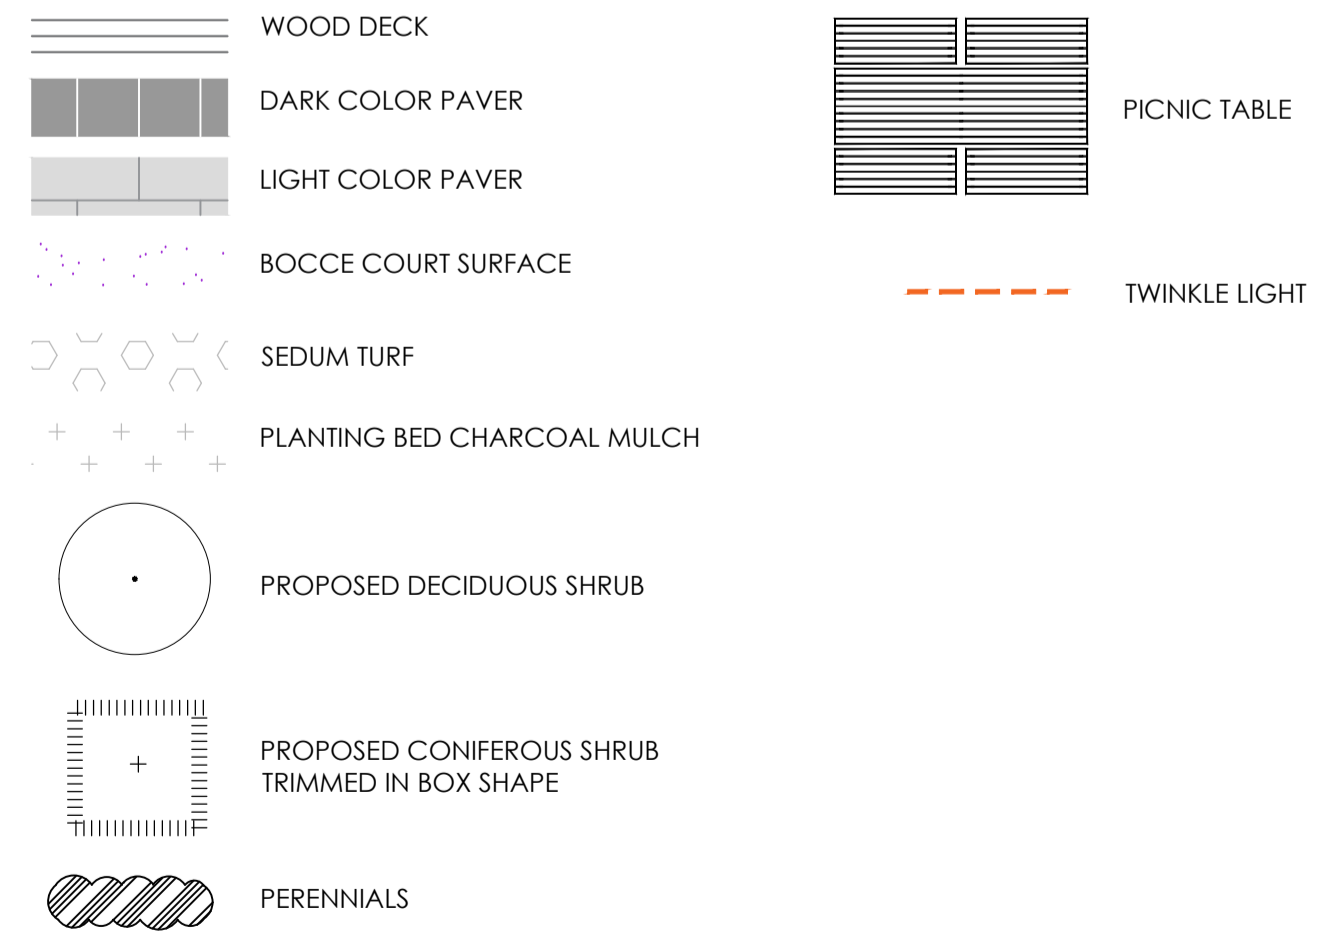 WOOD DECK
DARK COLOR PAVER
LIGHT COLOR PAVER
BOCCE COURT SURFACE
SEDUM TURF
PLANTING BED CHARCOAL MULCH
PROPOSED DECIDUOUS SHRUB
PROPOSED CONIFEROUS SHRUB
TRIMMED IN BOX SHAPE
PERENNIALS
PICNIC TABLE
TWINKLE LIGHT